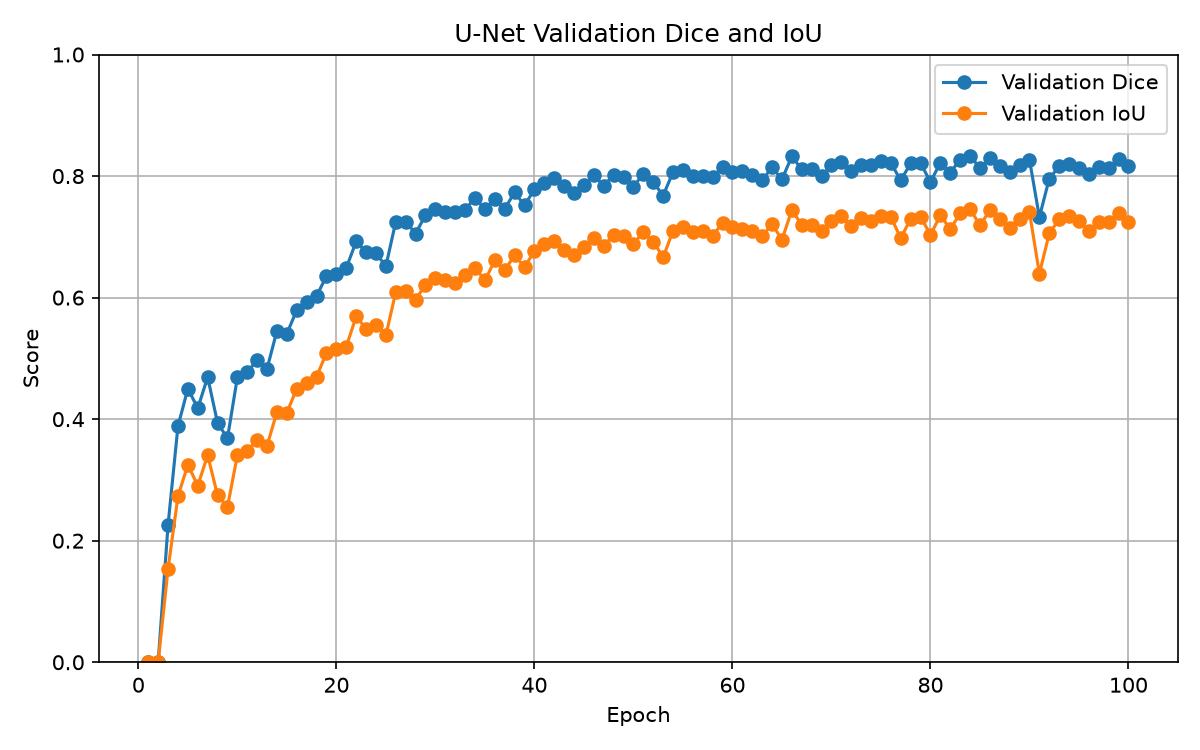 U-Net Validation Dice and IoU
1.0
0.8
0.6
0.4
0.2
0.0
Score
Validation Dice
Validation IoU
0 20 40 60 80 100
Epoch